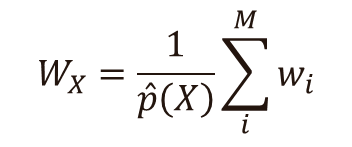 W_X = \frac{1}{\hat{p}(X)} \sum_{i}^{M} w_i